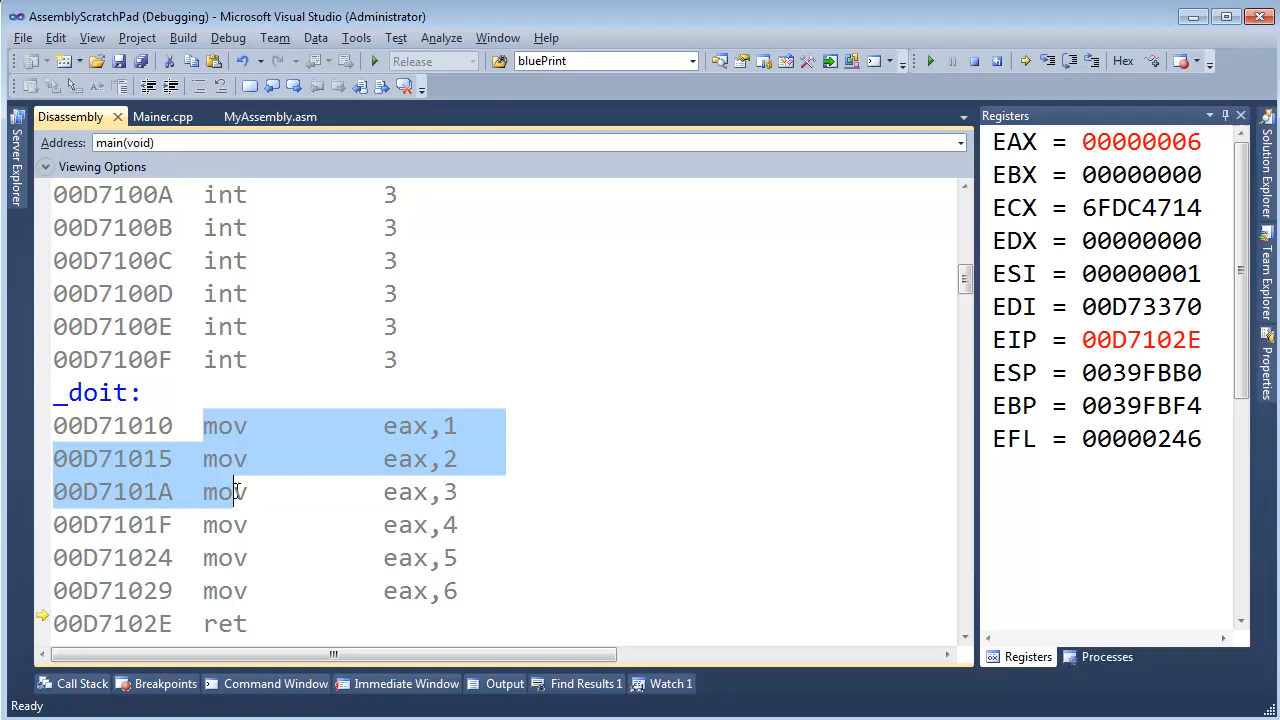 AssemblyScratchPad (Debugging) - Microsoft Visual Studio (Administrator)
File Edit View Project Build Debug Team Data Tools Test Analyze Window Help
Release bluePrint Hex
Disassembly Mainer.cpp MyAssembly.asm
Address: main(void)
Viewing Options
00D7100A int 3
00D7100B int 3
00D7100C int 3
00D7100D int 3
00D7100E int 3
00D7100F int 3
_doit:
00D71010 mov eax,1
00D71015 mov eax,2
00D7101A mov eax,3
00D7101F mov eax,4
00D71024 mov eax,5
00D71029 mov eax,6
00D7102E ret
Registers
EAX = 00000006
EBX = 00000000
ECX = 6FDC4714
EDX = 00000000
ESI = 00000001
EDI = 00D73370
EIP = 00D7102E
ESP = 0039FBB0
EBP = 0039FBF4
EFL = 00000246
Registers Processes
Server Explorer
Solution Explorer
Team Explorer
Properties
Call Stack Breakpoints Command Window Immediate Window Output Find Results 1 Watch 1
Ready